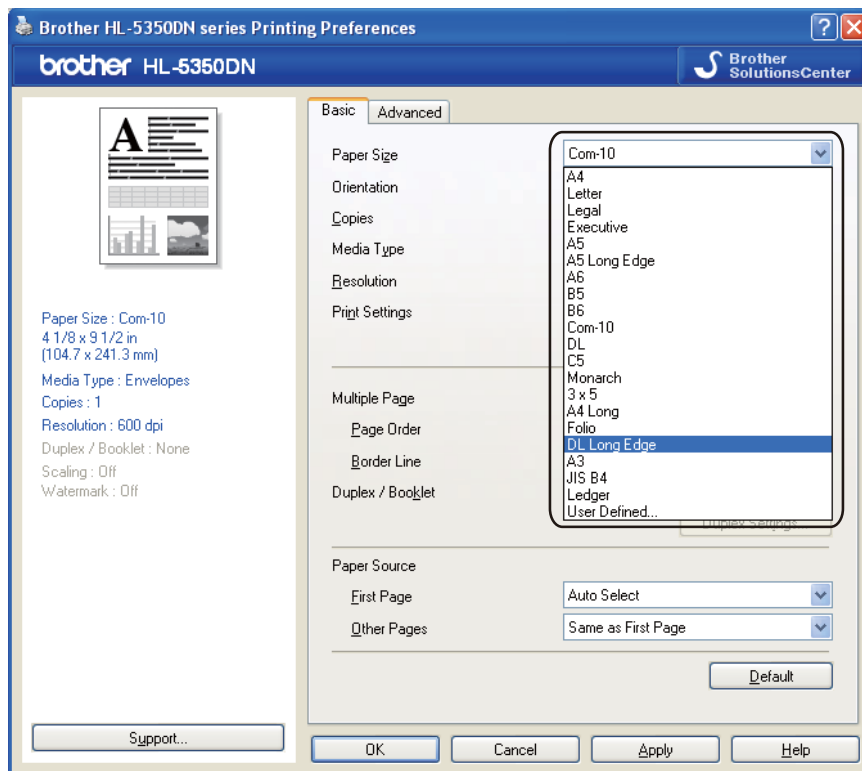 Brother HL-5350DN series Printing Preferences
brother HL-5350DN
Brother
SolutionsCenter
A
Paper Size : Com-10
4 1/8 x 9 1/2 in
(104.7 x 241.3 mm)
Media Type : Envelopes
Copies : 1
Resolution : 600 dpi
Duplex / Booklet : None
Scaling : Off
Watermark : Off
Support...
Basic
Advanced
Paper Size
Com-10
Orientation
Copies
Media Type
Resolution
Print Settings
A4
Letter
Legal
Executive
A5
A5 Long Edge
A6
B5
B6
Com-10
DL
C5
Monarch
3 x 5
A4 Long
Folio
DL Long Edge
A3
JIS B4
Ledger
User Defined...
Multiple Page
Page Order
Border Line
Duplex / Booklet
Duplex Settings...
Paper Source
First Page
Auto Select
Other Pages
Same as First Page
Default
OK
Cancel
Apply
Help